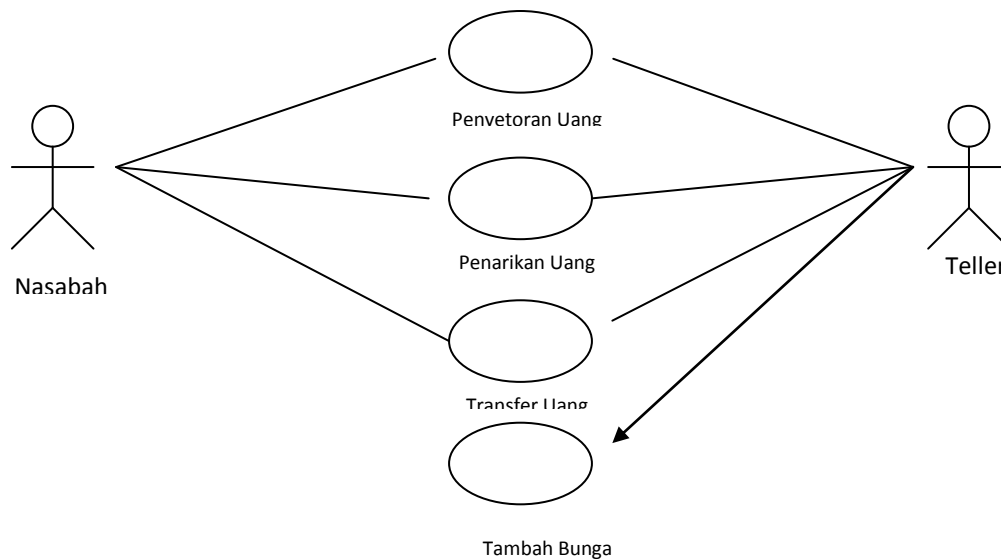 Penyetoran Uang
Penarikan Uang
Teller
Nasabah
Transfer Uang
Tambah Bunga